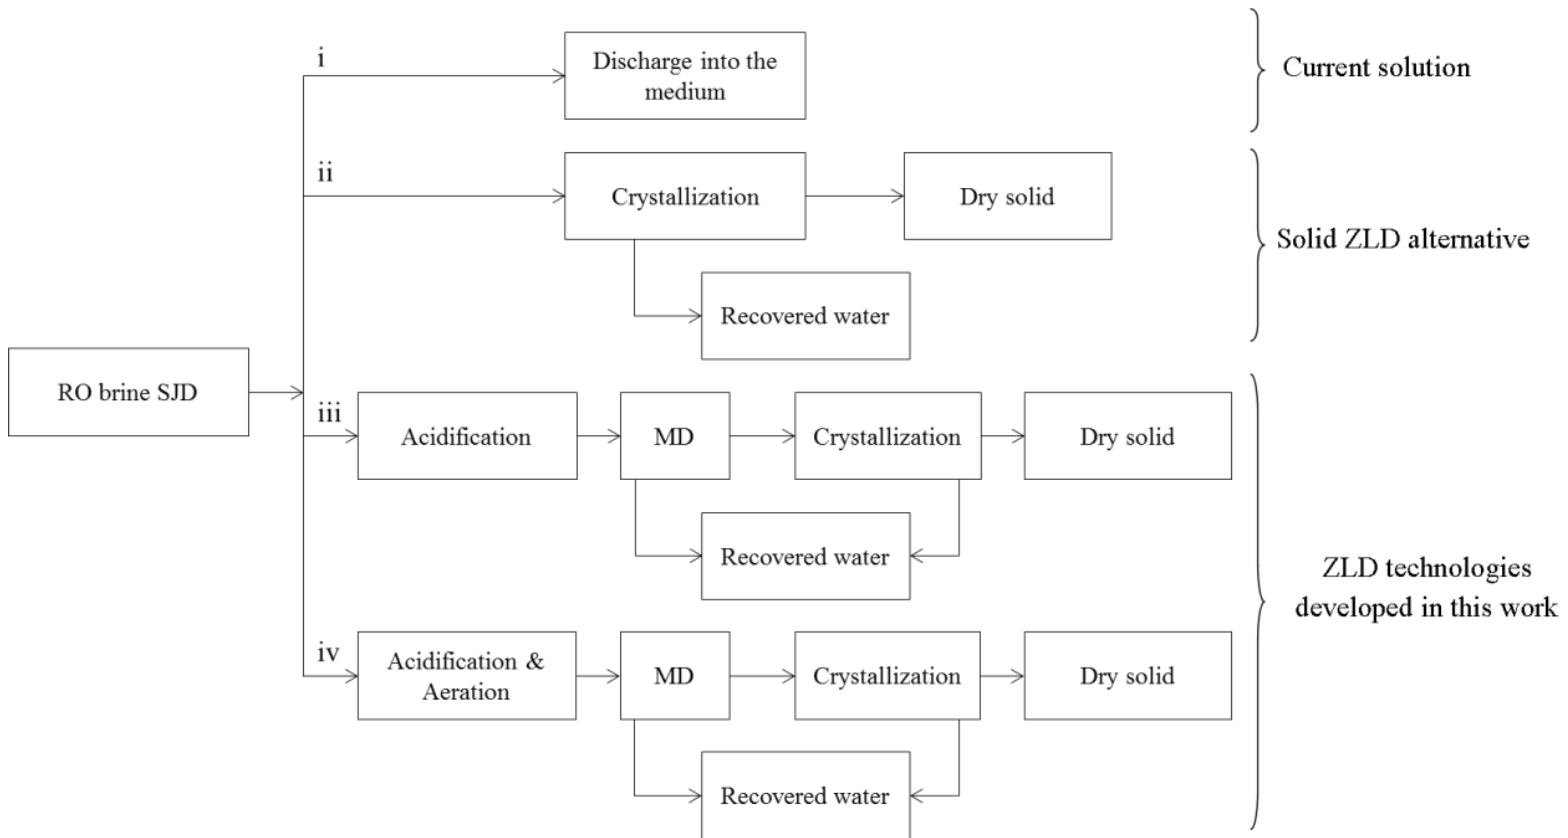 i
Discharge into the
medium
Current solution
ii
Crystallization
Dry solid
Recovered water
Solid ZLD alternative
RO brine SJD
iii
Acidification
MD
Crystallization
Dry solid
Recovered water
ZLD technologies
developed in this work
iv
Acidification &
Aeration
MD
Crystallization
Dry solid
Recovered water